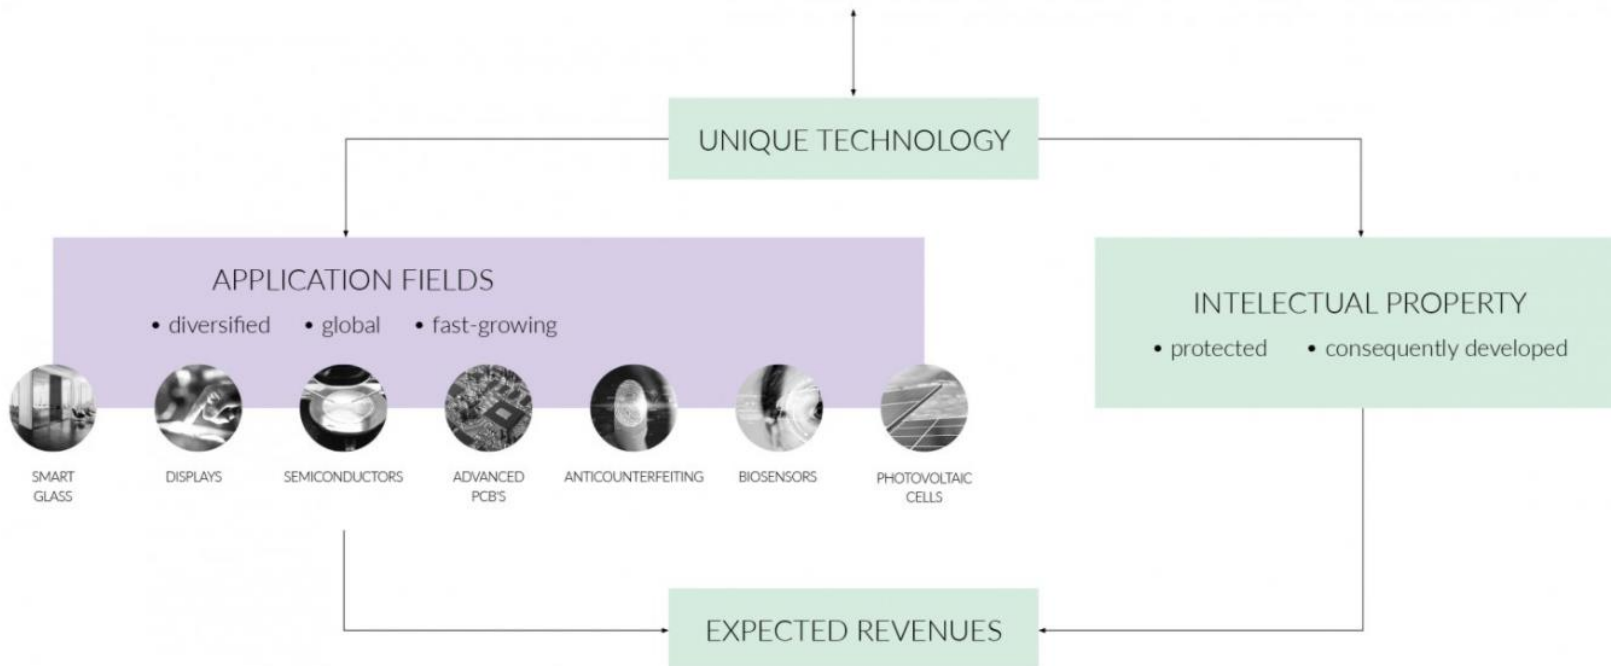 UNIQUE TECHNOLOGY
APPLICATION FIELDS
• diversified • global • fast-growing
SMART
GLASS
DISPLAYS
SEMICONDUCTORS
ADVANCED
PCB'S
ANTICOUNTERFEITING
BIOSENSORS
PHOTOVOLTAIC
CELLS
INTELECTUAL PROPERTY
• protected • consequently developed
EXPECTED REVENUES